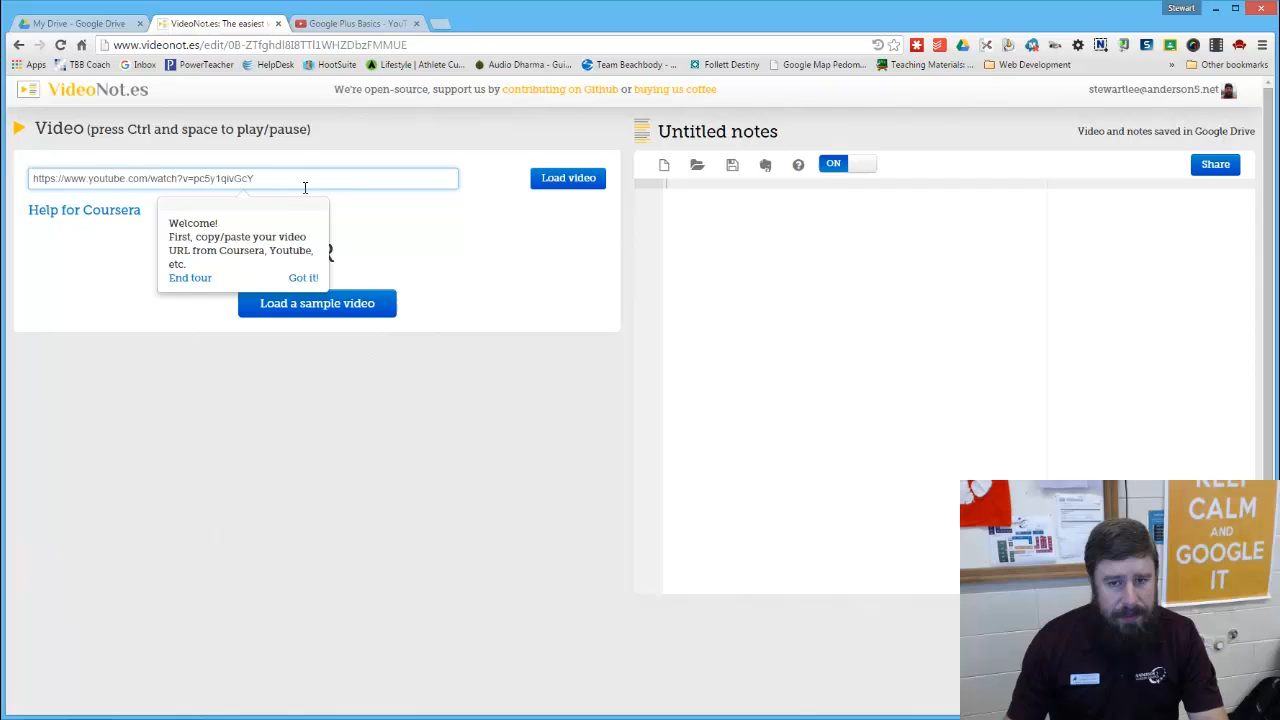 Stewart
My Drive - Google Drive
VideoNot.es: The easiest v
Google Plus Basics - YouT
www.videonot.es/edit/0B-ZTfghdi8I8TTl1WHZDbzFMMUE
Apps
TBB Coach
Inbox
PowerTeacher
HelpDesk
HootSuite
Lifestyle | Athlete Cu...
Audio Dharma - Gui...
Team Beachbody - ...
Follett Destiny
Google Map Pedom...
Teaching Materials: ...
Web Development
»
Other bookmarks
VideoNot.es
We're open-source, support us by contributing on Github or buying us coffee
stewartlee@anderson5.net
Video (press Ctrl and space to play/pause)
Untitled notes
Video and notes saved in Google Drive
https://www.youtube.com/watch?v=pc5y1qivGcY
Load video
ON
Share
Help for Coursera
Welcome!
First, copy/paste your video
URL from Coursera, Youtube,
etc.
End tour
Got it!
R
Load a sample video
KEEP
CALM
AND
GOOGLE
IT